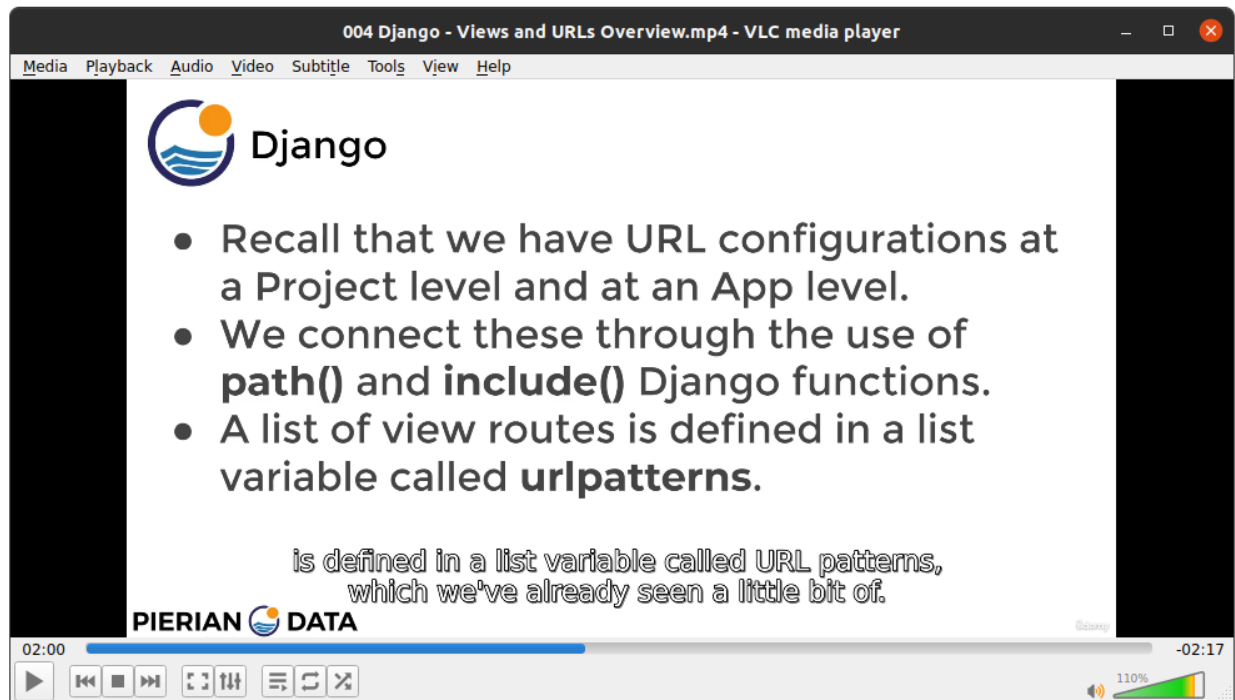 004 Django - Views and URLs Overview.mp4 - VLC media player
Media Playback Audio Video Subtitle Tools View Help
Django
● Recall that we have URL configurations at
a Project level and at an App level.
● We connect these through the use of
path() and include() Django functions.
● A list of view routes is defined in a list
variable called urlpatterns.
is defined in a list variable called URL patterns,
which we've already seen a little bit of.
PIERIAN DATA
Udemy
02:00 -02:17
110%